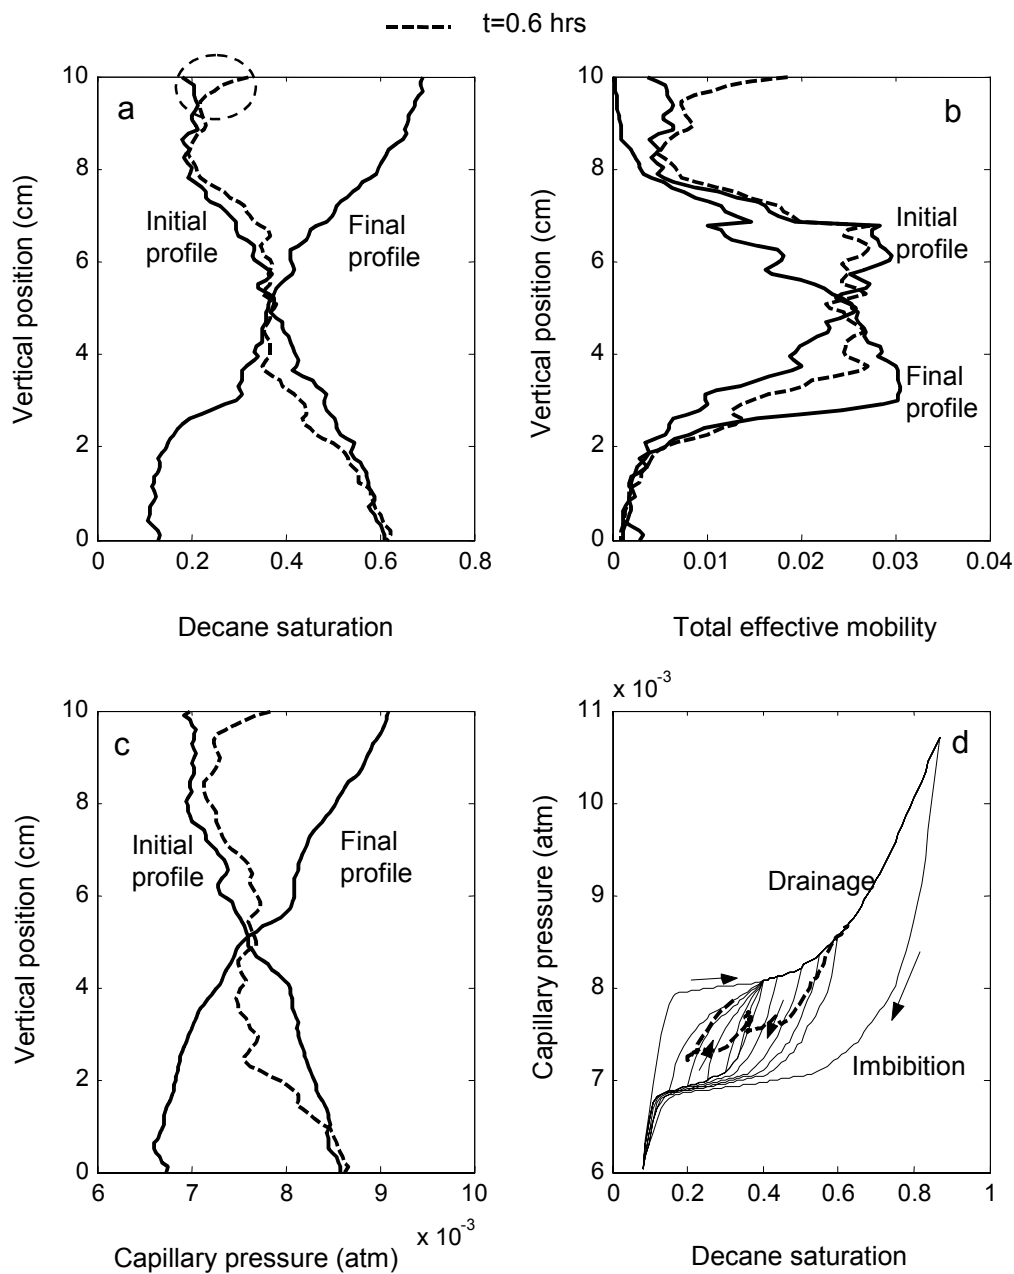 t=0.6 hrs
a
10
8
6
4
2
0
0
0.2
0.4
0.6
0.8
Vertical position (cm)
Initial
profile
Final
profile
Decane saturation
b
10
8
6
4
2
0
0
0.01
0.02
0.03
0.04
Vertical position (cm)
Initial
profile
Final
profile
Total effective mobility
c
10
8
6
4
2
0
6
7
8
9
10
x 10-3
Vertical position (cm)
Initial
profile
Final
profile
Capillary pressure (atm)
x 10-3
d
11
10
9
8
7
6
0
0.2
0.4
0.6
0.8
1
Capillary pressure (atm)
Drainage
Imbibition
Decane saturation